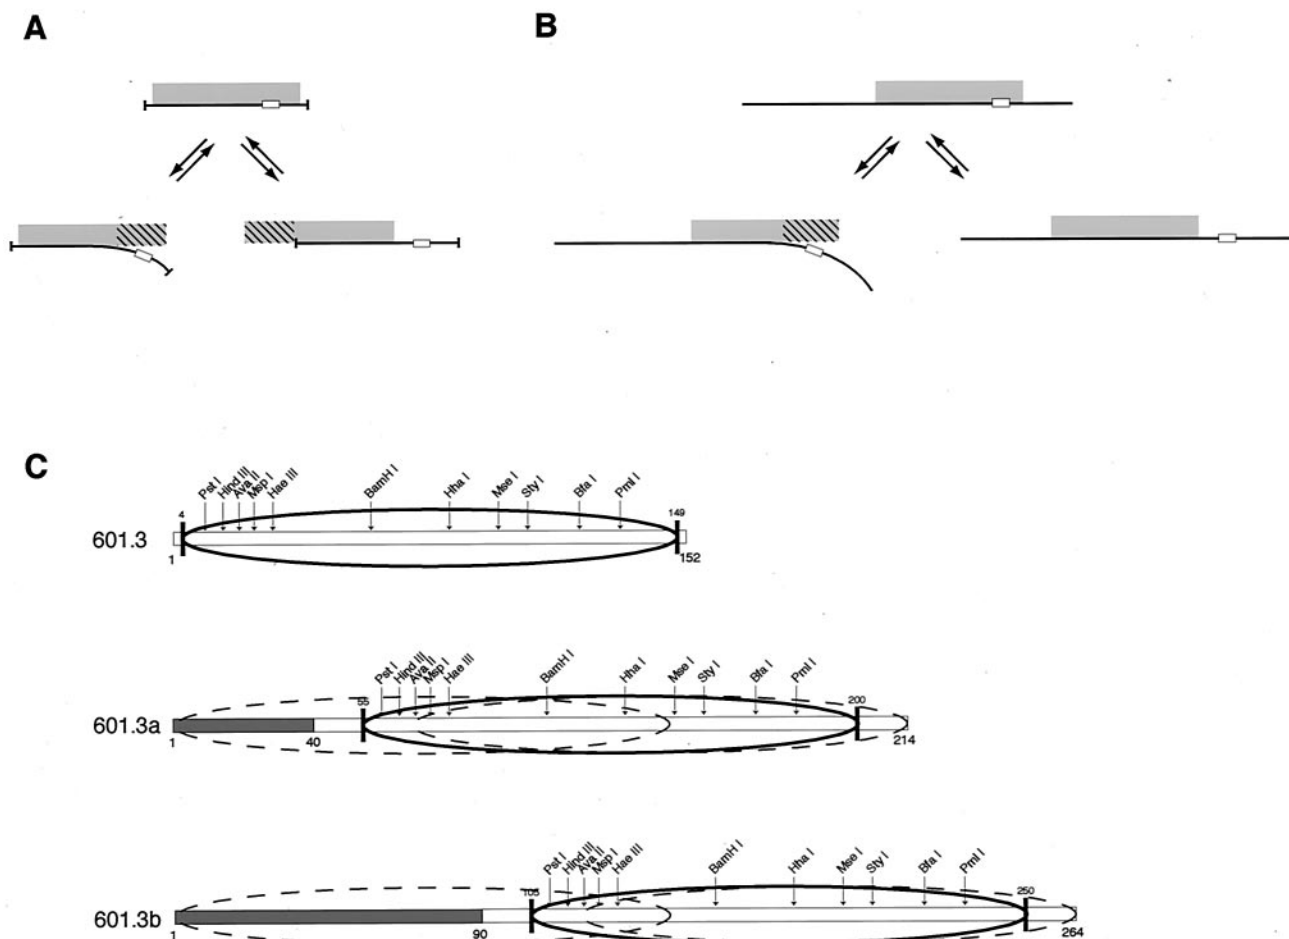 A
B
C
Pst I
Hind III
Ava II
Msp I
Hae III
BamH I
Hha I
Mse I
Sty I
Bfa I
Pml I
4
149
601.3
1
152
Pst I
Hind III
Ava II
Msp I
Hae III
BamH I
Hha I
Mse I
Sty I
Bfa I
Pml I
55
200
601.3a
1
40
214
Pst I
Hind III
Ava II
Msp I
Hae III
BamH I
Hha I
Mse I
Sty I
Bfa I
Pml I
105
250
601.3b
1
90
264